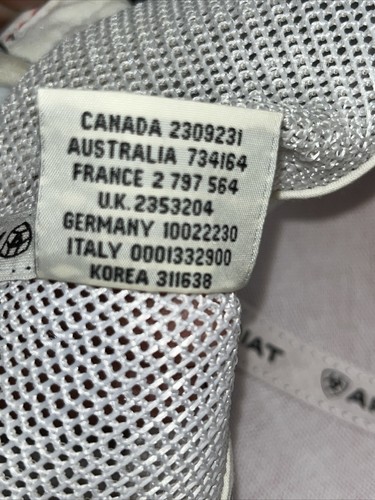 CANADA 2309231
AUSTRALIA 734164
FRANCE 2 797 564
U.K. 2353204
GERMANY 10022230
ITALY 0001332900
KOREA 311638